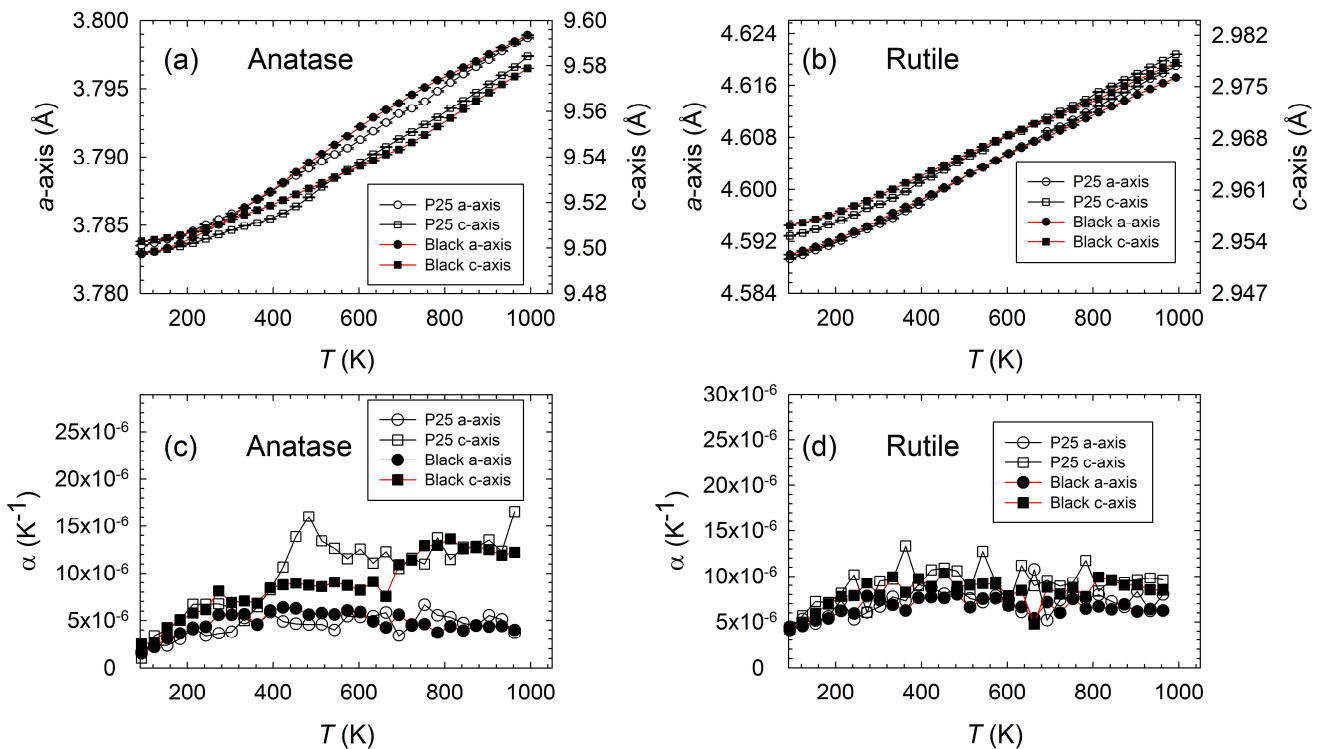 (a) Anatase
3.800
3.795
3.790
3.785
3.780
a-axis (Å)
9.60
9.58
9.56
9.54
9.52
9.50
9.48
c-axis (Å)
P25 a-axis
P25 c-axis
Black a-axis
Black c-axis
200 400 600 800 1000
T (K)
(b) Rutile
4.624
4.616
4.608
4.600
4.592
4.584
a-axis (Å)
2.982
2.975
2.968
2.961
2.954
2.947
c-axis (Å)
P25 a-axis
P25 c-axis
Black a-axis
Black c-axis
200 400 600 800 1000
T (K)
(c) Anatase
25x10-6
20x10-6
15x10-6
10x10-6
5x10-6
0
α (K-1)
P25 a-axis
P25 c-axis
Black a-axis
Black c-axis
200 400 600 800 1000
T (K)
(d) Rutile
30x10-6
25x10-6
20x10-6
15x10-6
10x10-6
5x10-6
0
α (K-1)
P25 a-axis
P25 c-axis
Black a-axis
Black c-axis
200 400 600 800 1000
T (K)